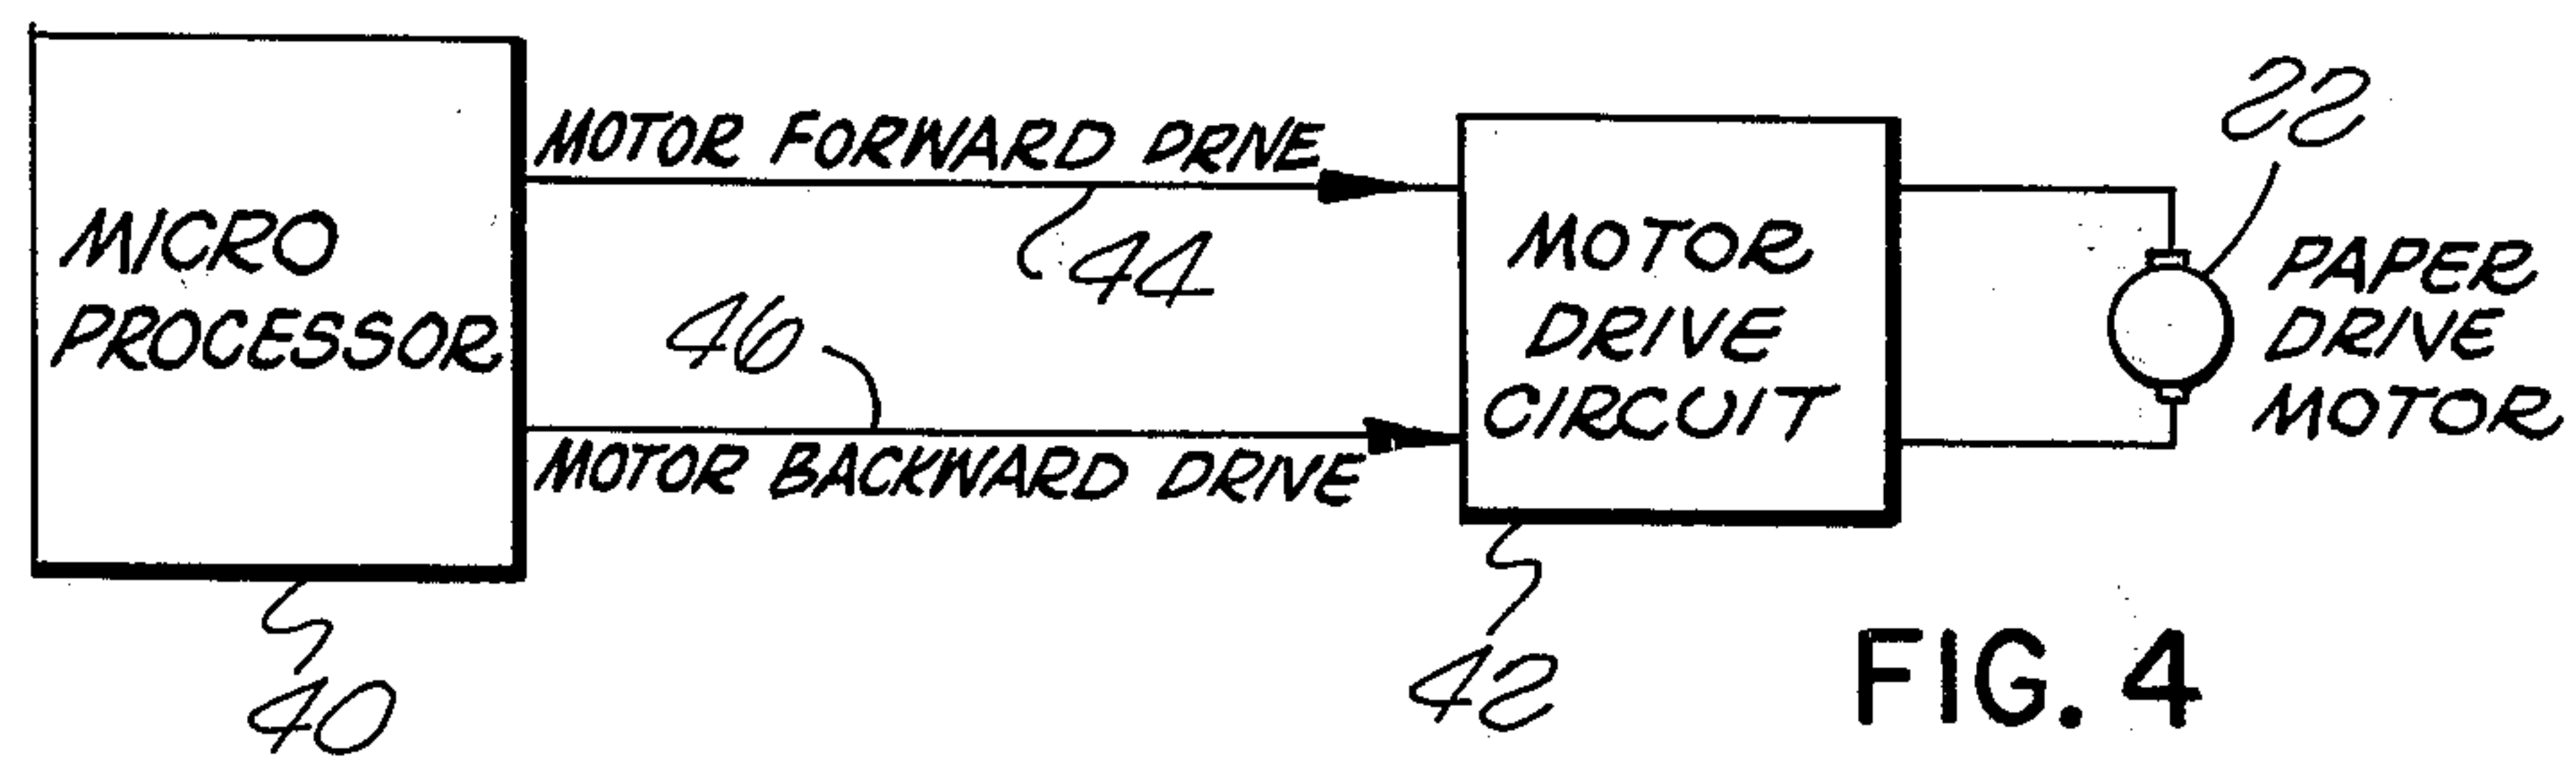 MICRO
PROCESSOR
40
MOTOR FORWARD DRIVE
44
46
MOTOR BACKWARD DRIVE
MOTOR
DRIVE
CIRCUIT
42
22
PAPER
DRIVE
MOTOR
FIG. 4